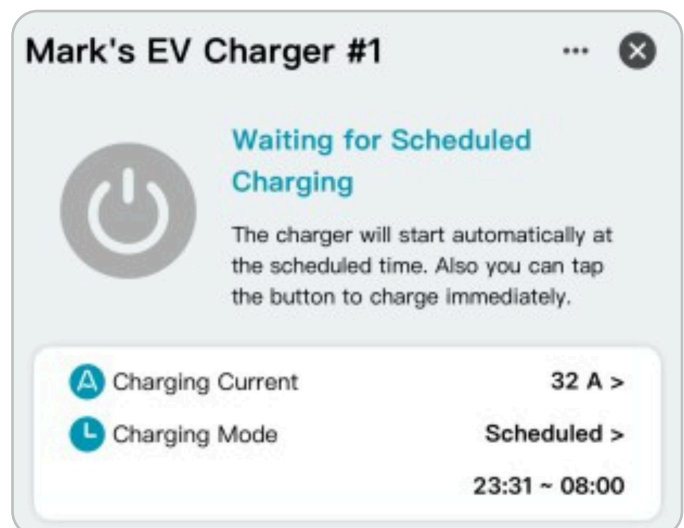 Mark's EV Charger #1
Waiting for Scheduled
Charging
The charger will start automatically at
the scheduled time. Also you can tap
the button to charge immediately.
Charging Current 32 A >
Charging Mode Scheduled >
23:31 ~ 08:00